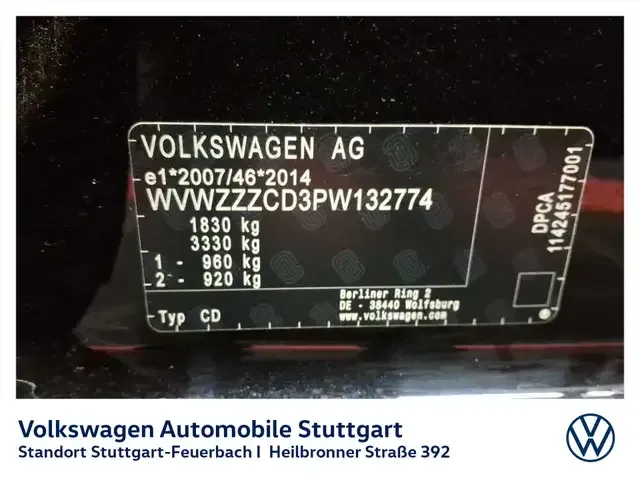 VOLKSWAGEN AG
e1*2007/46*2014
WVWZZZCD3PW132774
1830 kg
3330 kg
1 - 960 kg
2 - 920 kg
Berliner Ring 2
DE - 38440 Wolfsburg
www.volkswagen.com
Typ CD
DPCA
114245177001
Volkswagen Automobile Stuttgart
Standort Stuttgart-Feuerbach I Heilbronner Straße 392